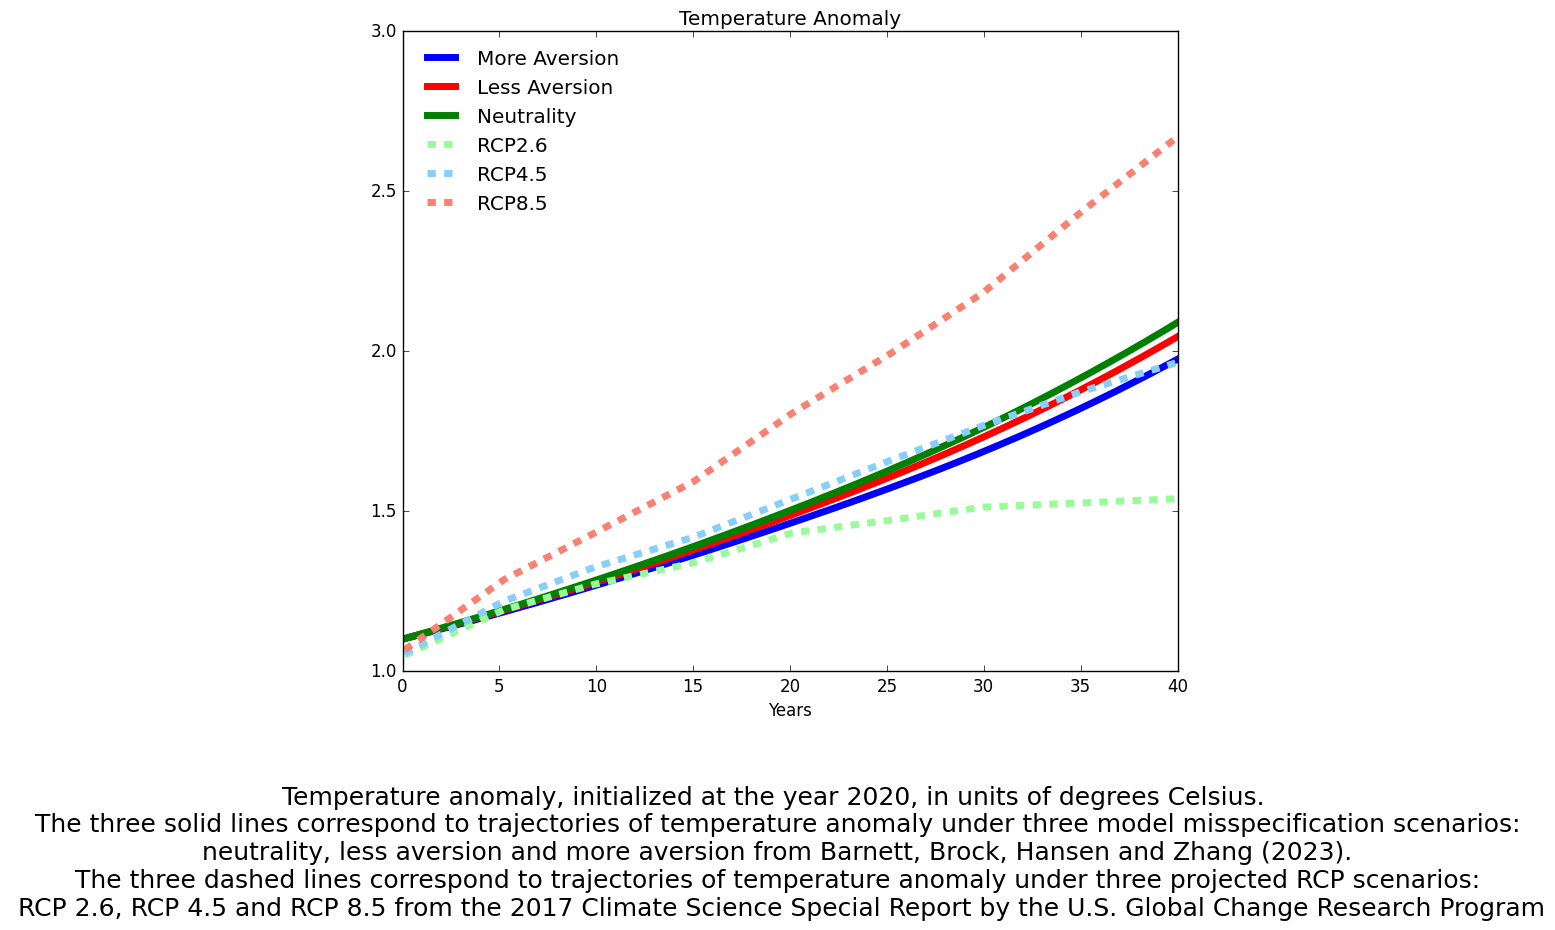 Temperature Anomaly
3.0
2.5
2.0
1.5
1.0
More Aversion
Less Aversion
Neutrality
RCP2.6
RCP4.5
RCP8.5
0 5 10 15 20 25 30 35 40
Years
Temperature anomaly, initialized at the year 2020, in units of degrees Celsius.
The three solid lines correspond to trajectories of temperature anomaly under three model misspecification scenarios:
neutrality, less aversion and more aversion from Barnett, Brock, Hansen and Zhang (2023).
The three dashed lines correspond to trajectories of temperature anomaly under three projected RCP scenarios:
RCP 2.6, RCP 4.5 and RCP 8.5 from the 2017 Climate Science Special Report by the U.S. Global Change Research Program